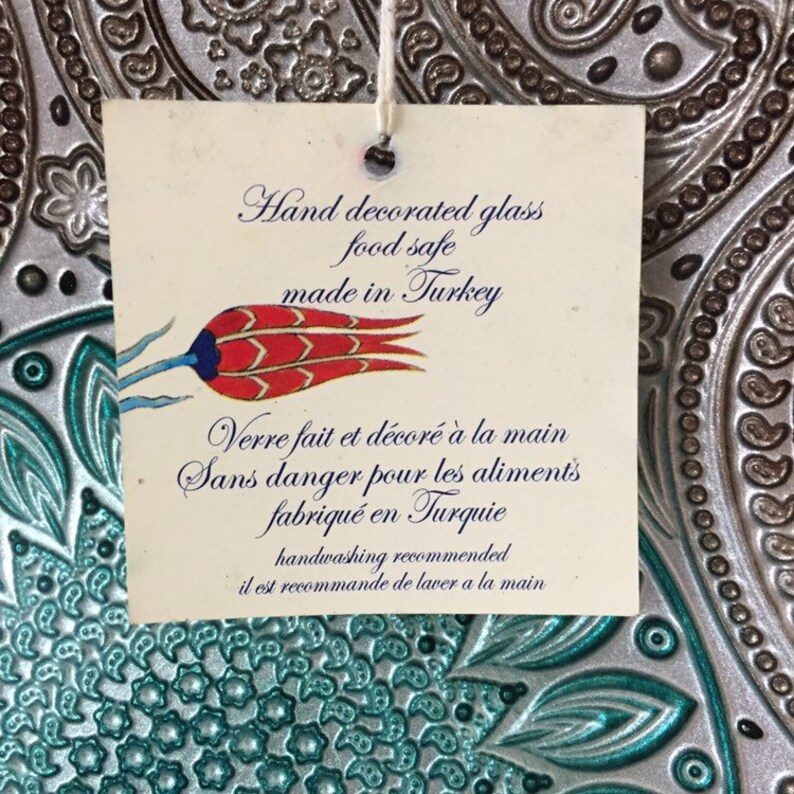 Hand decorated glass
food safe
made in Turkey
Verre fait et décoré à la main
Sans danger pour les aliments
fabriqué en Turquie
handwashing recommended
il est recommande de laver a la main